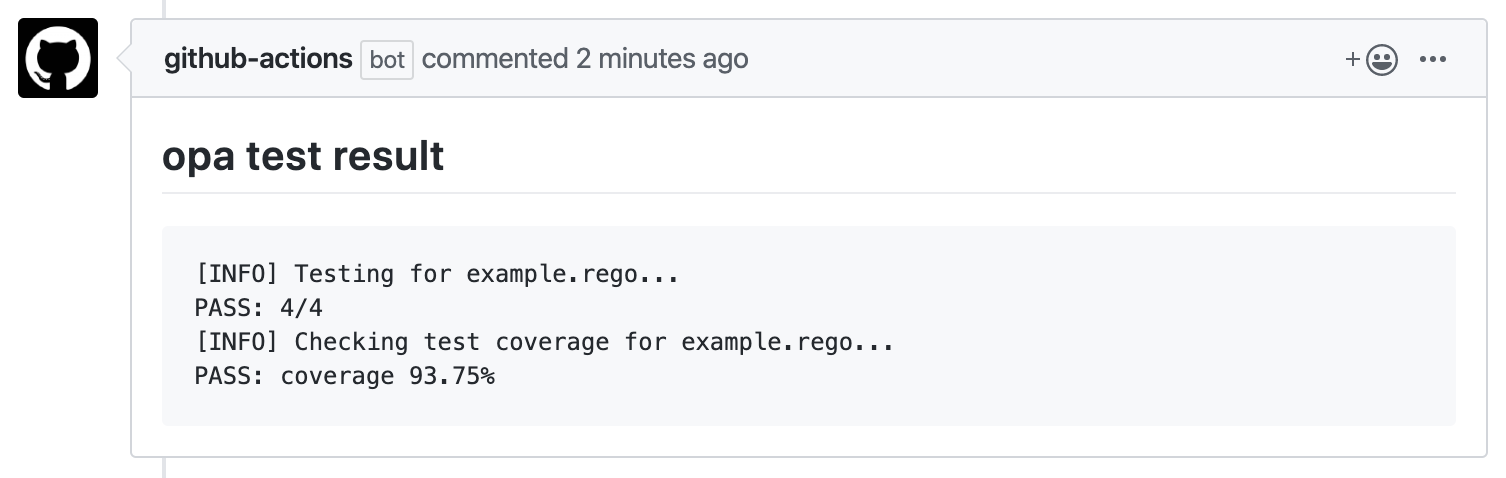 github-actions bot commented 2 minutes ago
opa test result
[INFO] Testing for example.rego...
PASS: 4/4
[INFO] Checking test coverage for example.rego...
PASS: coverage 93.75%